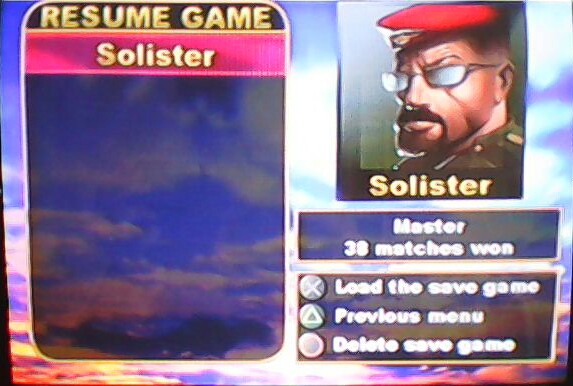 RESUME GAME
Solister
Solister
Master
38 matches won
Load the save game
Previous menu
Delete save game